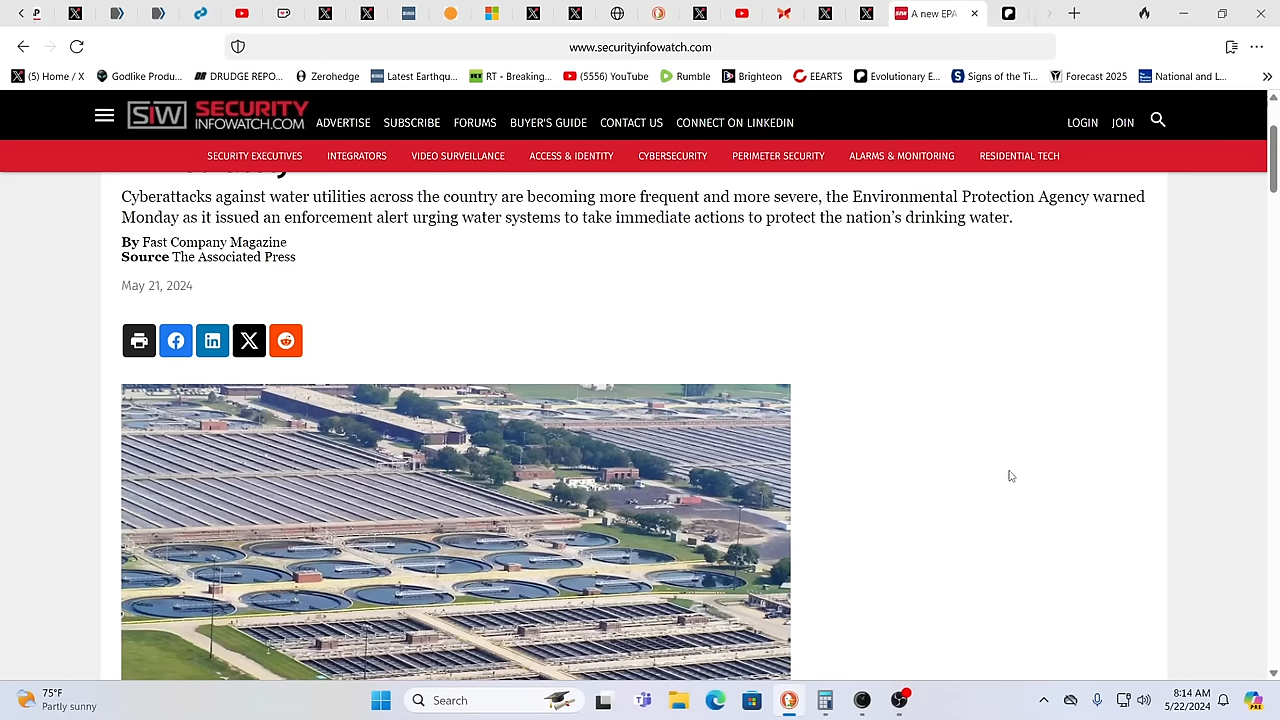 A new EPA
www.securityinfowatch.com
(5) Home / X
Godlike Produ...
DRUDGE REPO...
Zerohedge
Latest Earthqu...
RT - Breaking...
(5556) YouTube
Rumble
Brighteon
EEARTS
Evolutionary E...
Signs of the Ti...
Forecast 2025
National and L...
SIW SECURITY
INFOWATCH.COM
ADVERTISE
SUBSCRIBE
FORUMS
BUYER'S GUIDE
CONTACT US
CONNECT ON LINKEDIN
LOGIN
JOIN
SECURITY EXECUTIVES
INTEGRATORS
VIDEO SURVEILLANCE
ACCESS & IDENTITY
CYBERSECURITY
PERIMETER SECURITY
ALARMS & MONITORING
RESIDENTIAL TECH
Cyberattacks against water utilities across the country are becoming more frequent and more severe, the Environmental Protection Agency warned
Monday as it issued an enforcement alert urging water systems to take immediate actions to protect the nation's drinking water.
By Fast Company Magazine
Source The Associated Press
May 21, 2024
75°F
Partly sunny
Search
8:14 AM
5/22/2024
PRE